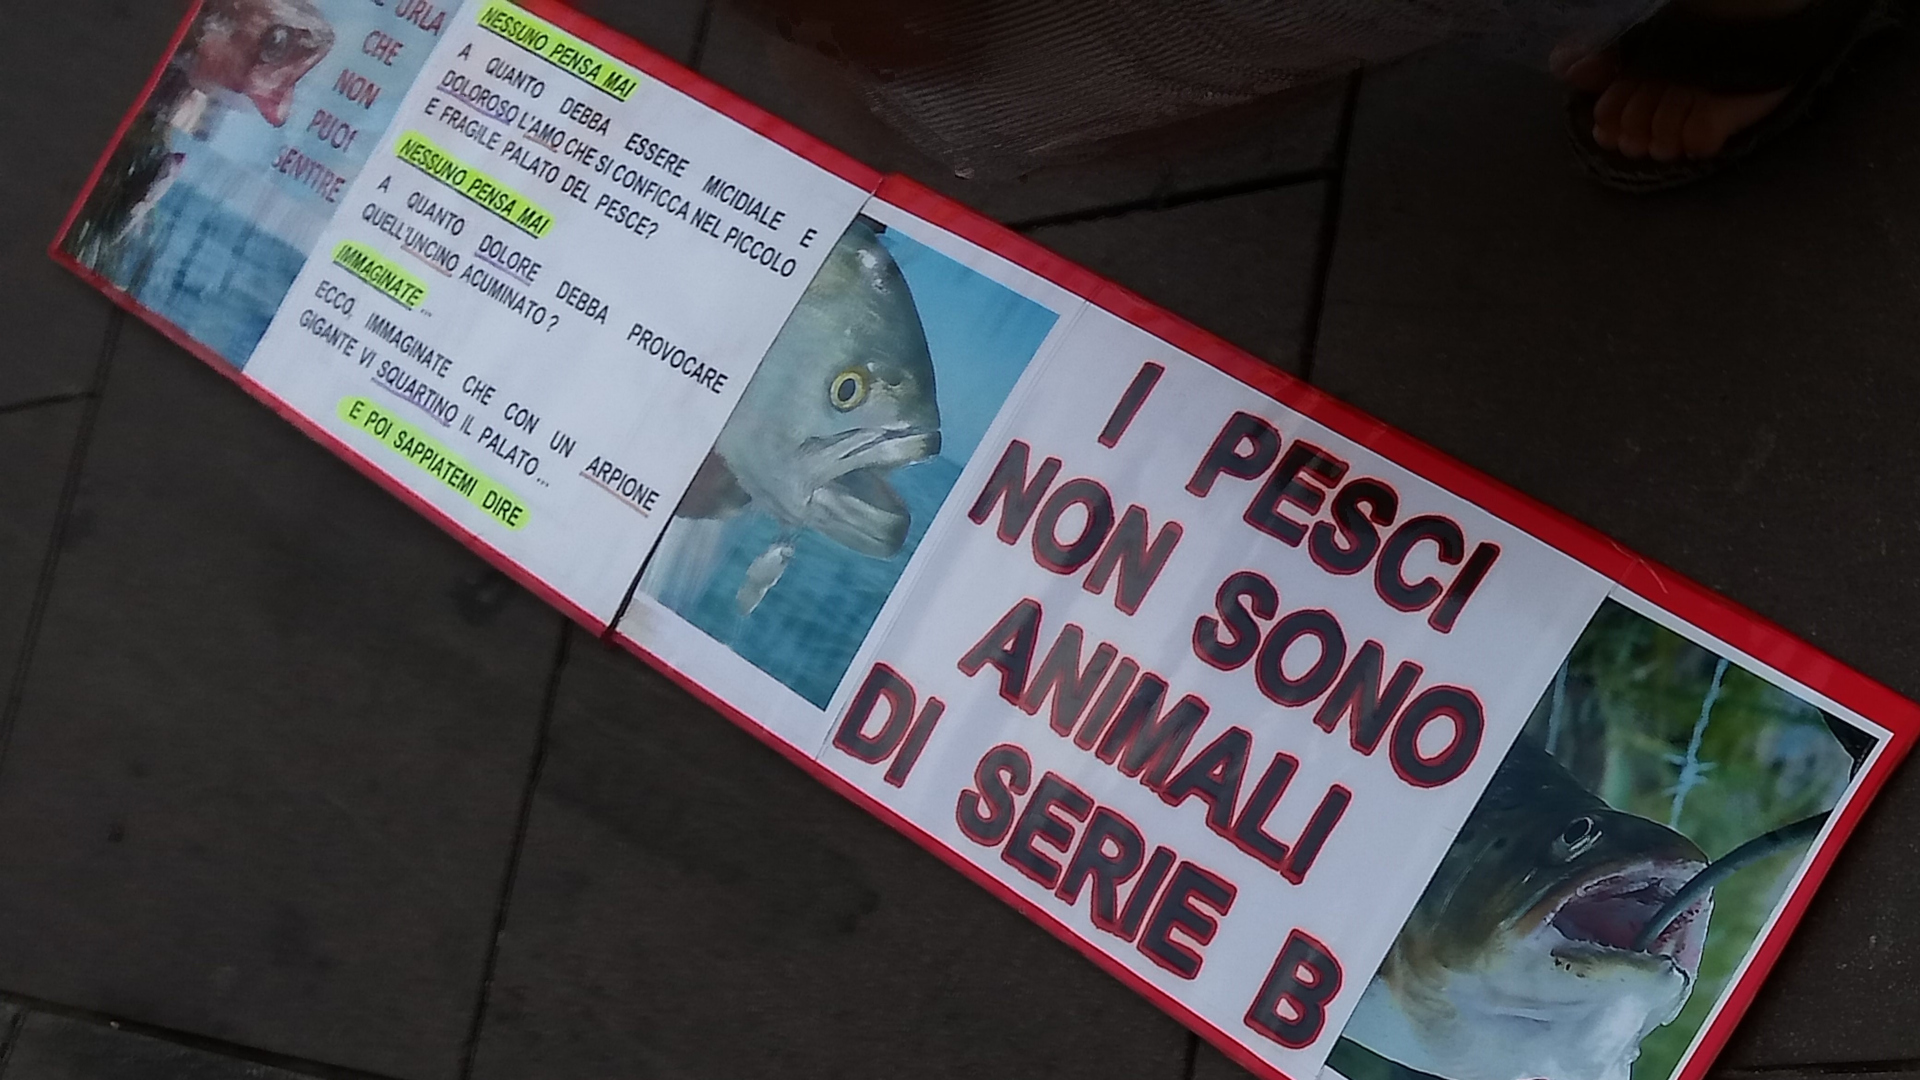 URLA
CHE
NON
PUOI
SENTIRE
NESSUNO PENSA MAI
A QUANTO DEBBA ESSERE MICIDIALE E
DOLOROSO L'AMO CHE SI CONFICCA NEL PICCOLO
E FRAGILE PALATO DEL PESCE?
NESSUNO PENSA MAI
A QUANTO DOLORE DEBBA PROVOCARE
QUELL'UNCINO ACUMINATO?
IMMAGINATE...
ECCO, IMMAGINATE CHE CON UN ARPIONE
GIGANTE VI SQUARTINO IL PALATO...
E POI SAPPIATEMI DIRE
I PESCI
NON SONO
ANIMALI
DI SERIE B